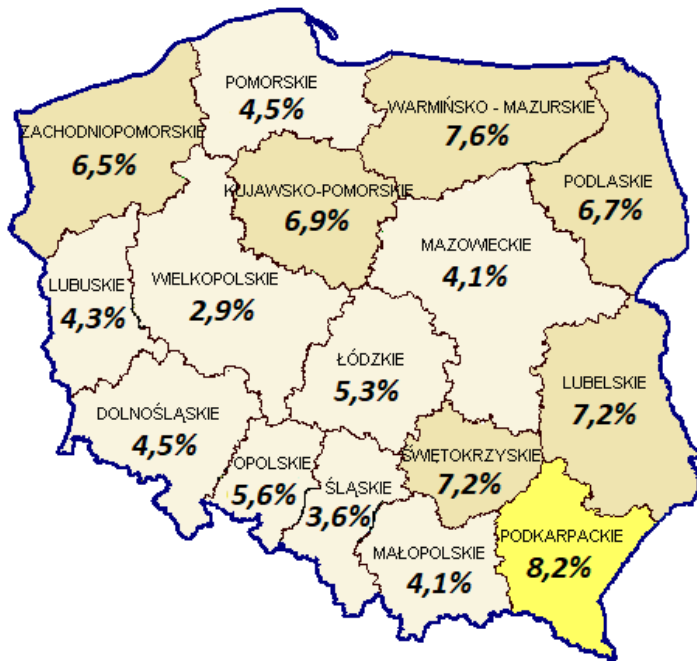 POMORSKIE
4,5%
WARMIŃSKO - MAZURSKIE
7,6%
ZACHODNIOPOMORSKIE
6,5%
KUJAWSKO-POMORSKIE
6,9%
PODLASKIE
6,7%
MAZOWIECKIE
4,1%
LUBUSKIE
4,3%
WIELKOPOLSKIE
2,9%
ŁÓDZKIE
5,3%
LUBELSKIE
7,2%
DOLNOŚLĄSKIE
4,5%
OPOLSKIE
5,6%
ŚLĄSKIE
3,6%
ŚWIĘTOKRZYSKIE
7,2%
MAŁOPOLSKIE
4,1%
PODKARPACKIE
8,2%